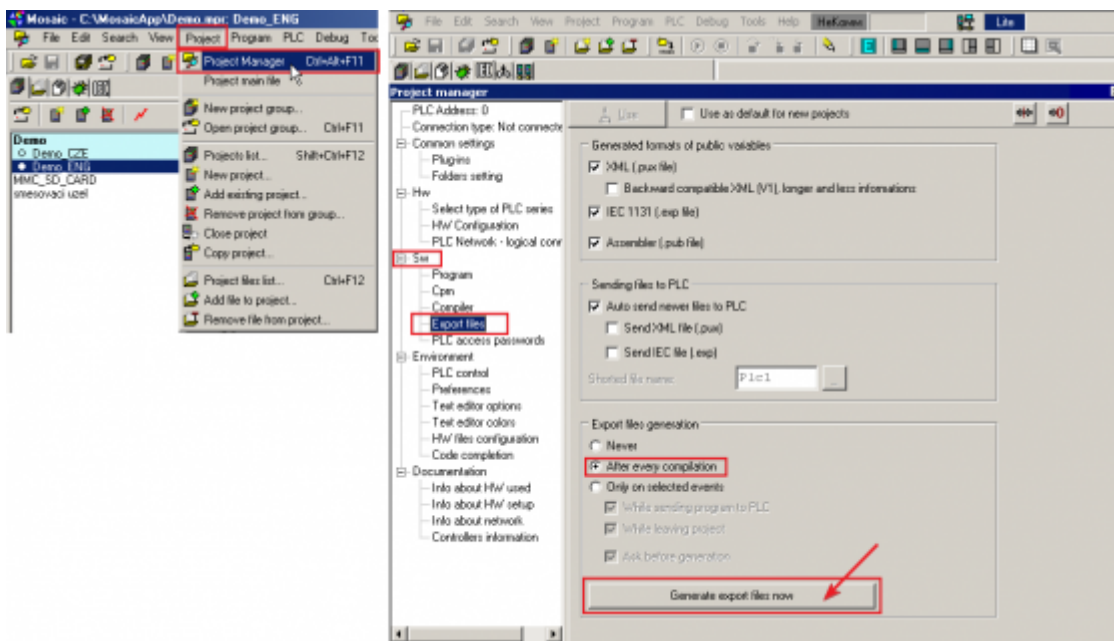 Mosaic - C:\MosaicApp\Demo.mpr: Demo_ENG
File Edit Search View Project Program PLC Debug Too
Project Manager Ctrl+Alt+F11
Project main file
New project group...
Open project group... Ctrl+F11
Projects list... Shift+Ctrl+F12
New project...
Add existing project...
Remove project from group...
Close project
Copy project...
Project files list... Ctrl+F12
Add file to project...
Remove file from project...
Demo
Demo_CZE
Demo_ENG
MMC_SD_CARD
smesovaci uzel
File Edit Search View Project Program PLC Debug Tools Help
Lite
Project manager
PLC Address: 0
Connection type: Not connecte
Common settings
Plug-ins
Folders setting
Hw
Select type of PLC series
HW Configuration
PLC Network - logical conr
Sw
Program
Cpm
Compiler
Export files
PLC access passwords
Environment
PLC control
Preferences
Text editor options
Text editor colors
HW files configuration
Code completion
Documentation
Info about HW used
Info about HW setup
Info about network
Controllers information
Use
Use as default for new projects
Generated formats of public variables
XML (.pux file)
Backward compatible XML (V1), longer and less informations
IEC 1131 (.exp file)
Assembler (.pub file)
Sending files to PLC
Auto send newer files to PLC
Send XML file (.pux)
Send IEC file (.exp)
Shorted file name: Plc1 ...
Export files generation
Never
After every compilation
Only on selected events
While sending program to PLC
While leaving project
Ask before generation
Generate export files now